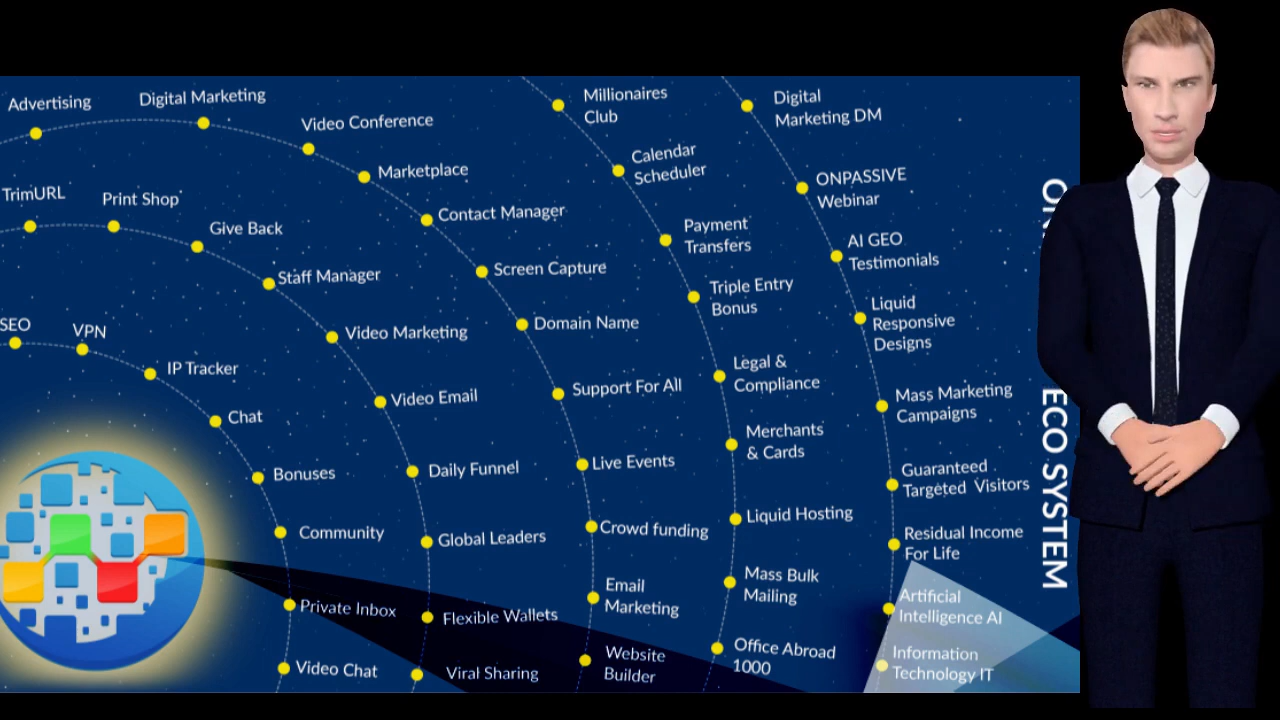 Advertising
Digital Marketing
Video Conference
Marketplace
Contact Manager
Screen Capture
Domain Name
Support For All
Live Events
Crowd funding
Email
Marketing
Website
Builder
TrimURL
Print Shop
Give Back
Staff Manager
Video Marketing
Video Email
Daily Funnel
Global Leaders
Flexible Wallets
Viral Sharing
SEO
VPN
IP Tracker
Chat
Bonuses
Community
Private Inbox
Video Chat
Millionaires
Club
Calendar
Scheduler
Payment
Transfers
Triple Entry
Bonus
Legal &
Compliance
Merchants
& Cards
Liquid Hosting
Mass Bulk
Mailing
Office Abroad
1000
Digital
Marketing DM
ONPASSIVE
Webinar
AI GEO
Testimonials
Liquid
Responsive
Designs
Mass Marketing
Campaigns
Guaranteed
Targeted Visitors
Residual Income
For Life
Artificial
Intelligence AI
Information
Technology IT
ECO SYSTEM